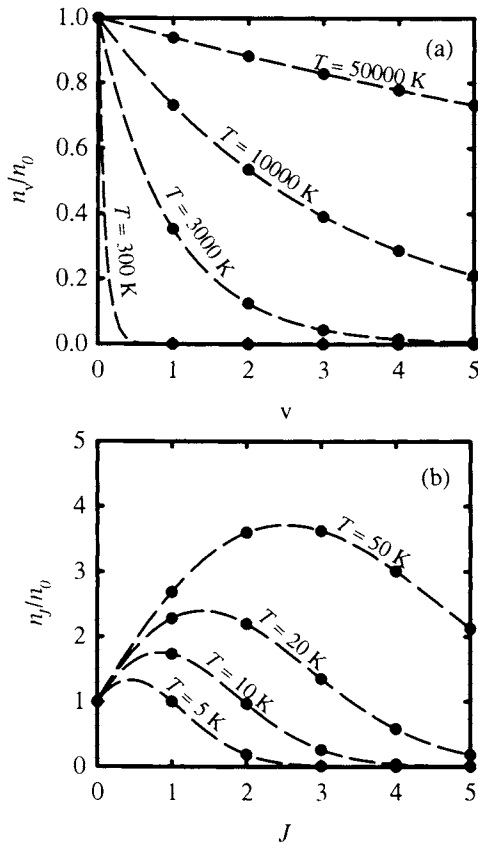 1.0
(a)
T = 50000 K
0.8
T = 10000 K
0.6
n_v/n_0
T = 3000 K
0.4
T = 300 K
0.2
0.0
0 1 2 3 4 5
v
5
(b)
4
T = 50 K
3
n_J/n_0
T = 20 K
2
T = 10 K
1
T = 5 K
0
0 1 2 3 4 5
J